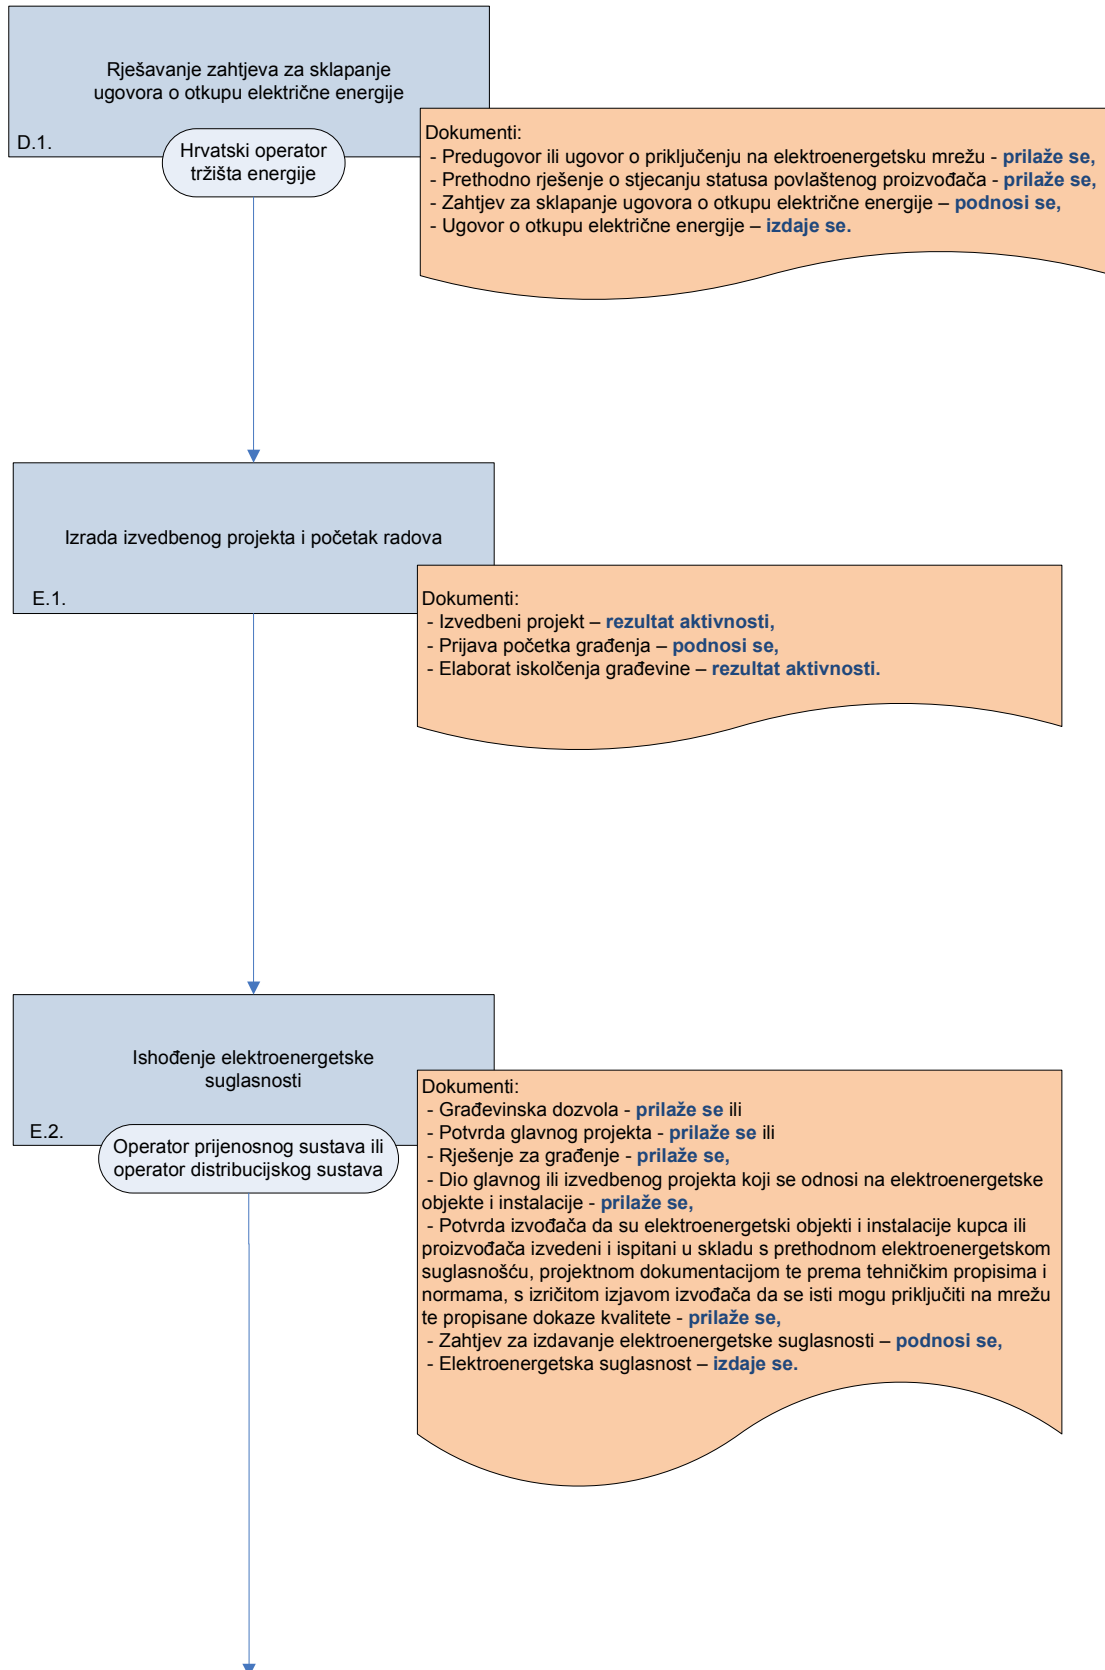 Rješavanje zahtjeva za sklapanje
ugovora o otkupu električne energije
D.1.
Hrvatski operator
tržišta energije
Dokumenti:
- Predugovor ili ugovor o priključenju na elektroenergetsku mrežu - prilaže se,
- Prethodno rješenje o stjecanju statusa povlaštenog proizvođača - prilaže se,
- Zahtjev za sklapanje ugovora o otkupu električne energije – podnosi se,
- Ugovor o otkupu električne energije – izdaje se.
Izrada izvedbenog projekta i početak radova
E.1.
Dokumenti:
- Izvedbeni projekt – rezultat aktivnosti,
- Prijava početka građenja – podnosi se,
- Elaborat iskolčenja građevine – rezultat aktivnosti.
Ishođenje elektroenergetske
suglasnosti
E.2.
Operator prijenosnog sustava ili
operator distribucijskog sustava
Dokumenti:
- Građevinska dozvola - prilaže se ili
- Potvrda glavnog projekta - prilaže se ili
- Rješenje za građenje - prilaže se,
- Dio glavnog ili izvedbenog projekta koji se odnosi na elektroenergetske
objekte i instalacije - prilaže se,
- Potvrda izvođača da su elektroenergetski objekti i instalacije kupca ili
proizvođača izvedeni i ispitani u skladu s prethodnom elektroenergetskom
suglasnošću, projektnom dokumentacijom te prema tehničkim propisima i
normama, s izričitom izjavom izvođača da se isti mogu priključiti na mrežu
te propisane dokaze kvalitete - prilaže se,
- Zahtjev za izdavanje elektroenergetske suglasnosti – podnosi se,
- Elektroenergetska suglasnost – izdaje se.